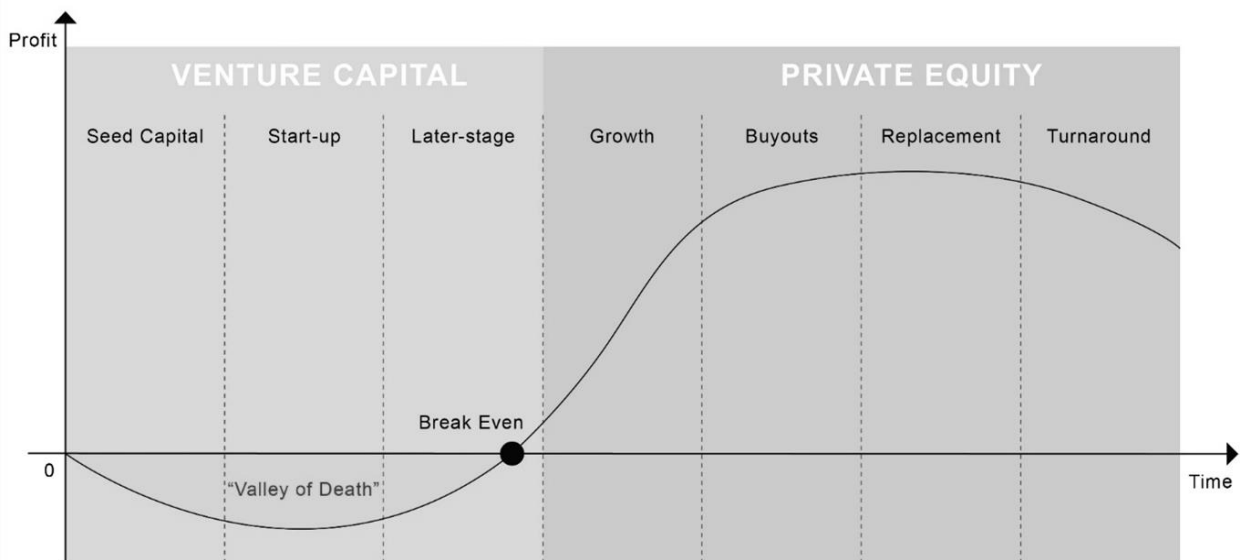 Profit
VENTURE CAPITAL
PRIVATE EQUITY
Seed Capital
Start-up
Later-stage
Growth
Buyouts
Replacement
Turnaround
Break Even
0
“Valley of Death”
Time